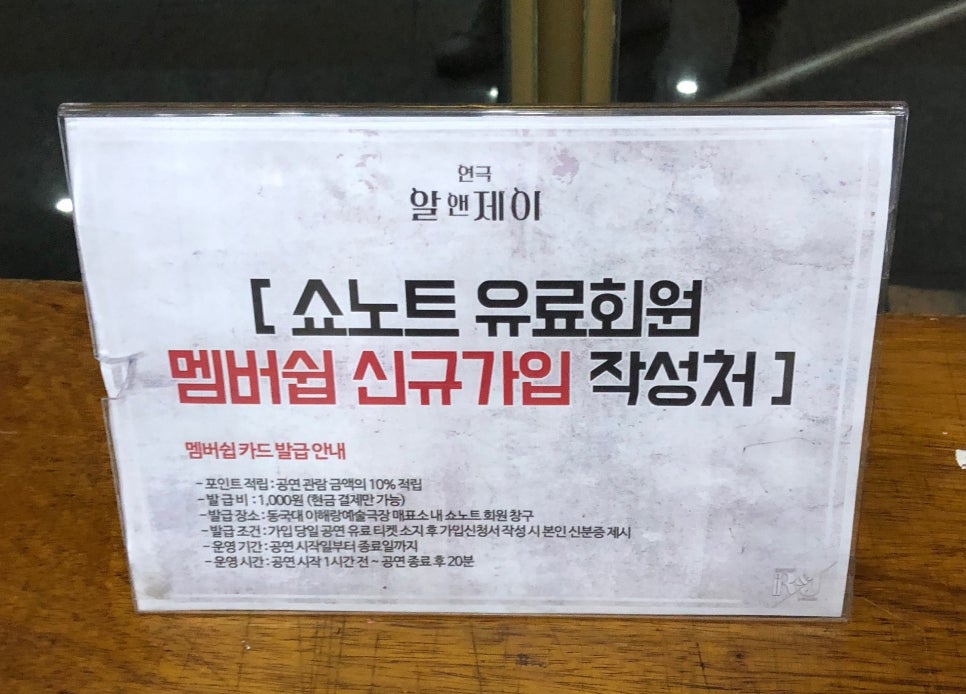 연극
알 앤 제이
[ 쇼노트 유료회원
멤버쉽 신규가입 작성처 ]
멤버쉽 카드 발급 안내
- 포인트 적립 : 공연 관람 금액의 10% 적립
- 발 급 비 : 1,000원 (현금 결제만 가능)
- 발급 장소 : 동국대 이해랑예술극장 매표소 내 쇼노트 회원 창구
- 발급 조건 : 가입 당일 공연 유료 티켓 소지 후 가입신청서 작성 시 본인 신분증 제시
- 운영 기간 : 공연 시작일부터 종료일까지
- 운영 시간 : 공연 시작 1시간 전 ~ 공연 종료 후 20분